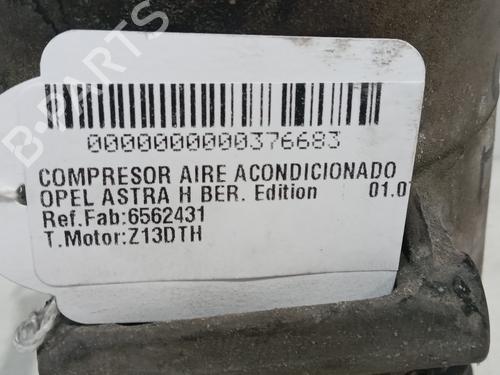 B-PARTS
0000000000376683
COMPRESOR AIRE ACONDICIONADO
OPEL ASTRA H BER. Edition 01.0
Ref.Fab:6562431
T.Motor:Z13DTH